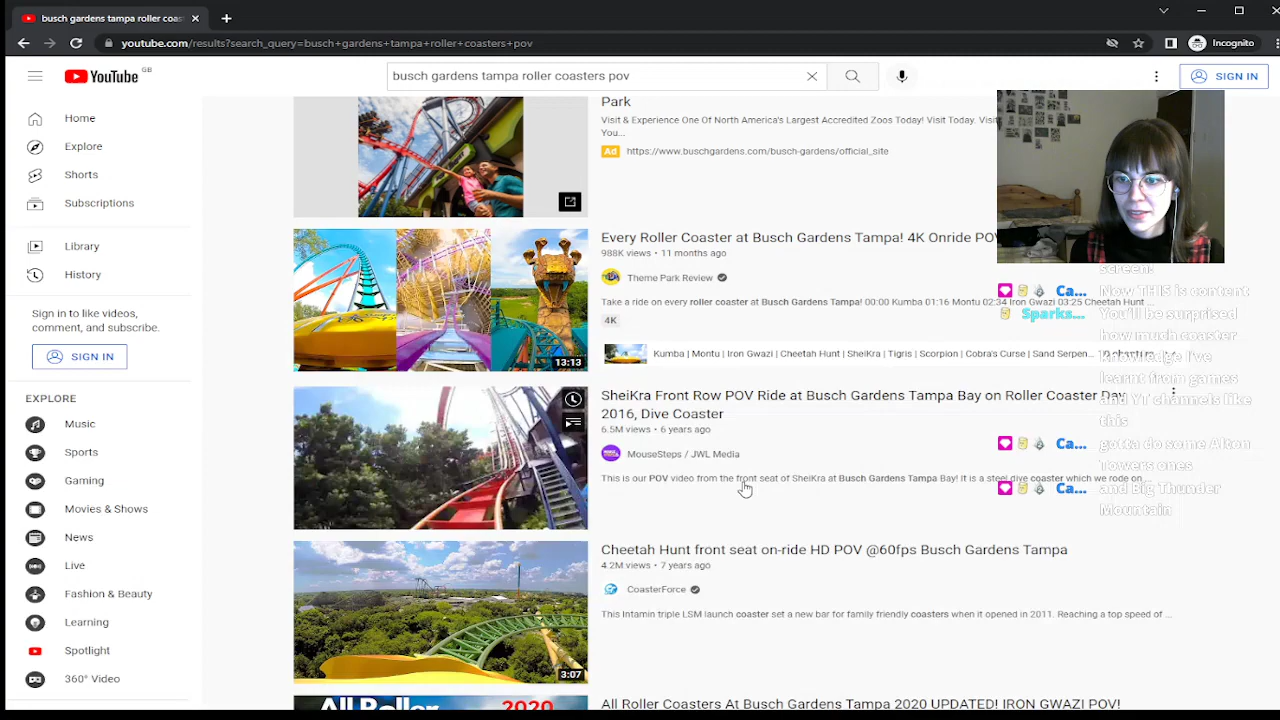 busch gardens tampa roller coast
youtube.com/results?search_query=busch+gardens+tampa+roller+coasters+pov
Incognito
YouTube GB
busch gardens tampa roller coasters pov
SIGN IN
Home
Explore
Shorts
Subscriptions
Library
History
Sign in to like videos,
comment, and subscribe.
SIGN IN
EXPLORE
Music
Sports
Gaming
Movies & Shows
News
Live
Fashion & Beauty
Learning
Spotlight
360° Video
Park
Visit & Experience One Of North America's Largest Accredited Zoos Today! Visit Today.
You...
Ad https://www.buschgardens.com/busch-gardens/official_site
Every Roller Coaster at Busch Gardens Tampa! 4K Onride POV
988K views • 11 months ago
Theme Park Review
Take a ride on every roller coaster at Busch Gardens Tampa! 00:00 Kumba 01:16 Montu 02:34 Iron Gwazi 03:25 Cheetah Hunt ...
4K
13:13
Kumba | Montu | Iron Gwazi | Cheetah Hunt | SheiKra | Tigris | Scorpion | Cobra's Curse | Sand Serpen...
SheiKra Front Row POV Ride at Busch Gardens Tampa Bay on Roller Coaster Day
2016, Dive Coaster
6.5M views • 6 years ago
MouseSteps / JWL Media
This is our POV video from the front seat of SheiKra at Busch Gardens Tampa Bay! It is a steel dive coaster which we rode on ...
Cheetah Hunt front seat on-ride HD POV @60fps Busch Gardens Tampa
4.2M views • 7 years ago
CoasterForce
This Intamin triple LSM launch coaster set a new bar for family friendly coasters when it opened in 2011. Reaching a top speed of ...
3:07
All Roller 2020
All Roller Coasters At Busch Gardens Tampa 2020 UPDATED! IRON GWAZI POV!
screen!
Ca... Now THIS is content
Sparks... You'll be surprised
how much coaster
knowledge I've
learnt from games
and YT channels like
this
Ca... gotta do some Alton
Towers ones
Ca... and Big Thunder
Mountain